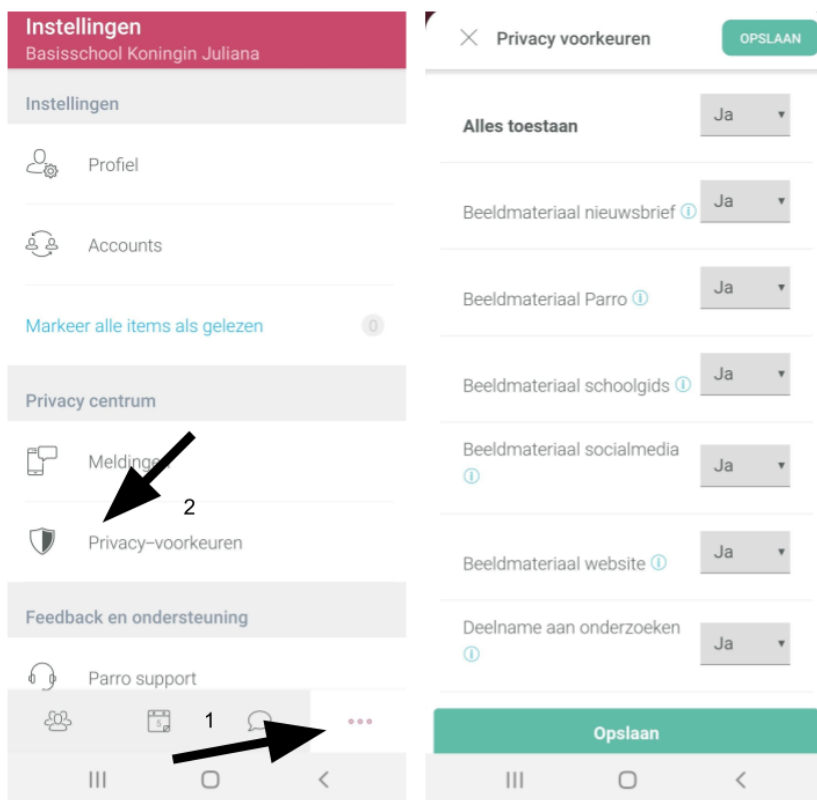 Instellingen
Basisschool Koningin Juliana
Instellingen
Profiel
Accounts
Markeer alle items als gelezen 0
Privacy centrum
Meldingen
2
Privacy-voorkeuren
Feedback en ondersteuning
Parro support
5
1
Privacy voorkeuren OPSLAAN
Alles toestaan Ja
Beeldmateriaal nieuwsbrief Ja
Beeldmateriaal Parro Ja
Beeldmateriaal schoolgids Ja
Beeldmateriaal socialmedia Ja
Beeldmateriaal website Ja
Deelname aan onderzoeken Ja
Opslaan